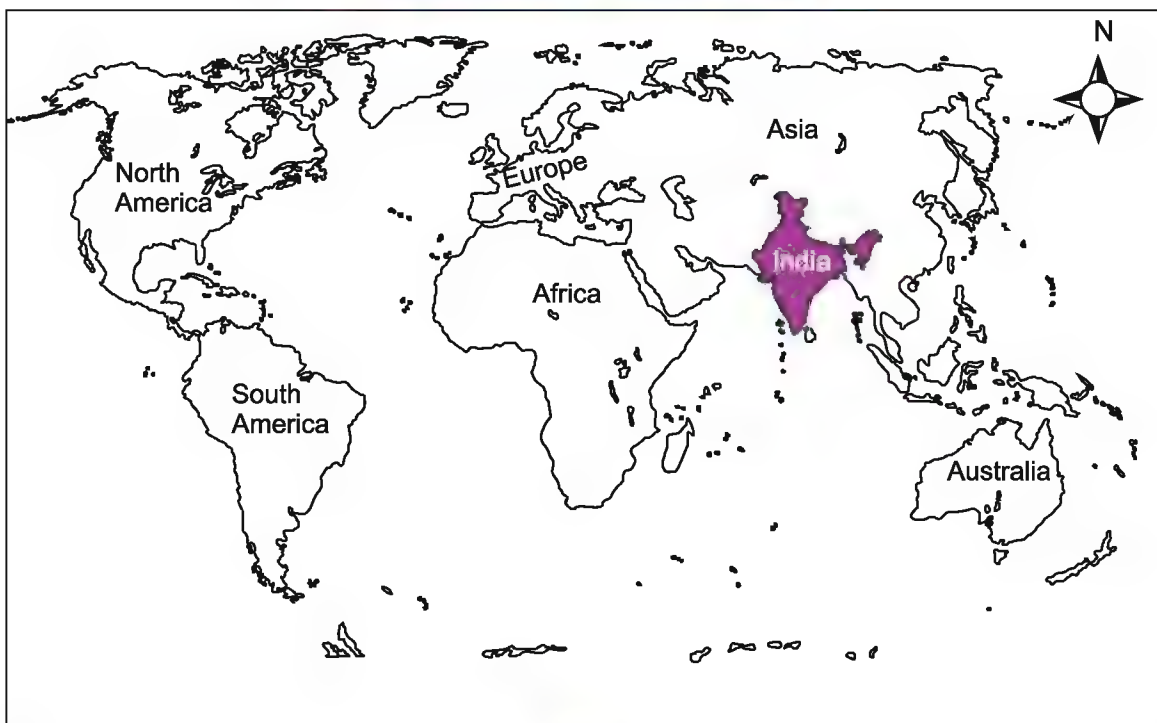 N
Asia
Europe
North
America
India
Africa
South
America
Australia